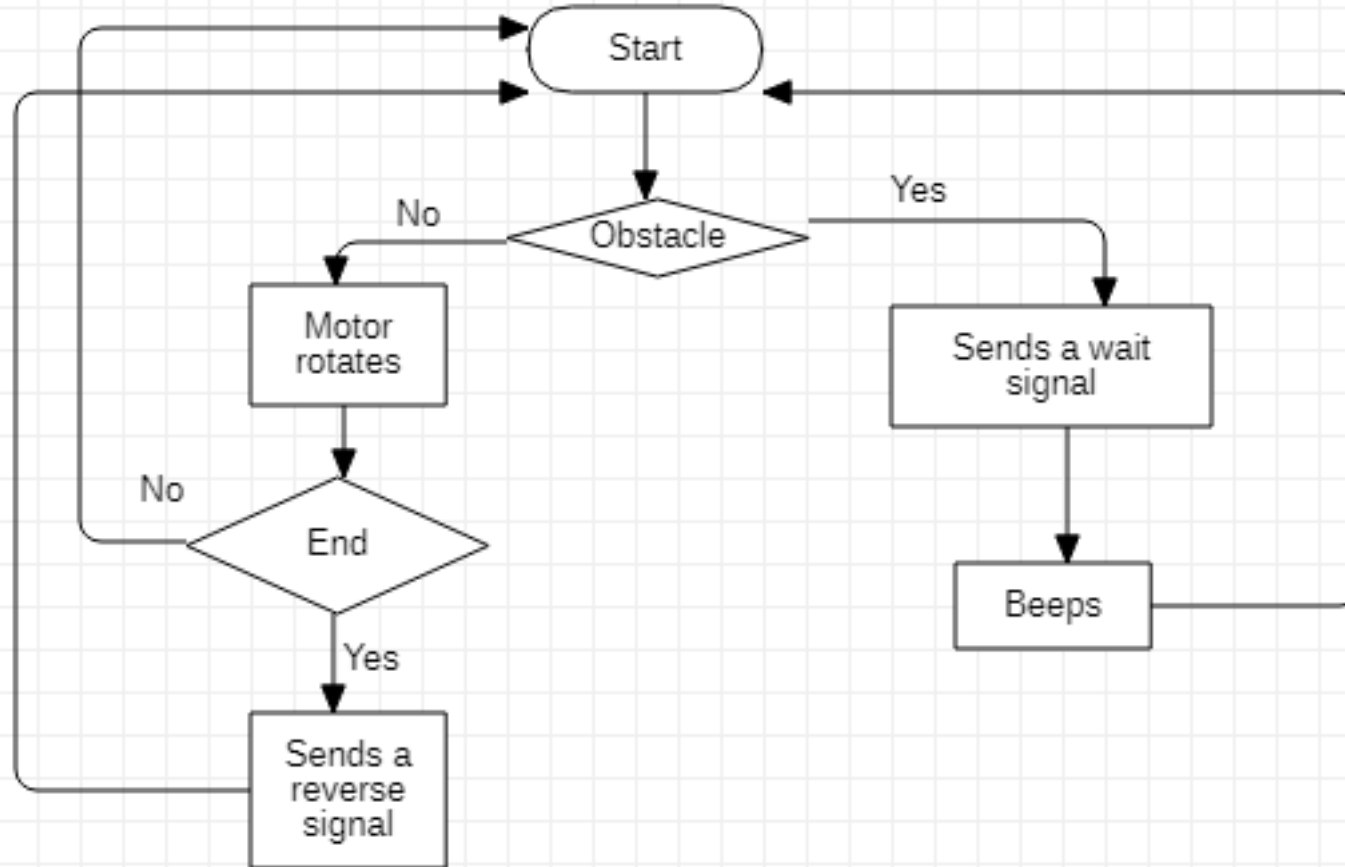 Start
Obstacle
No
Yes
Motor
rotates
Sends a wait
signal
No
End
Beeps
Yes
Sends a
reverse
signal